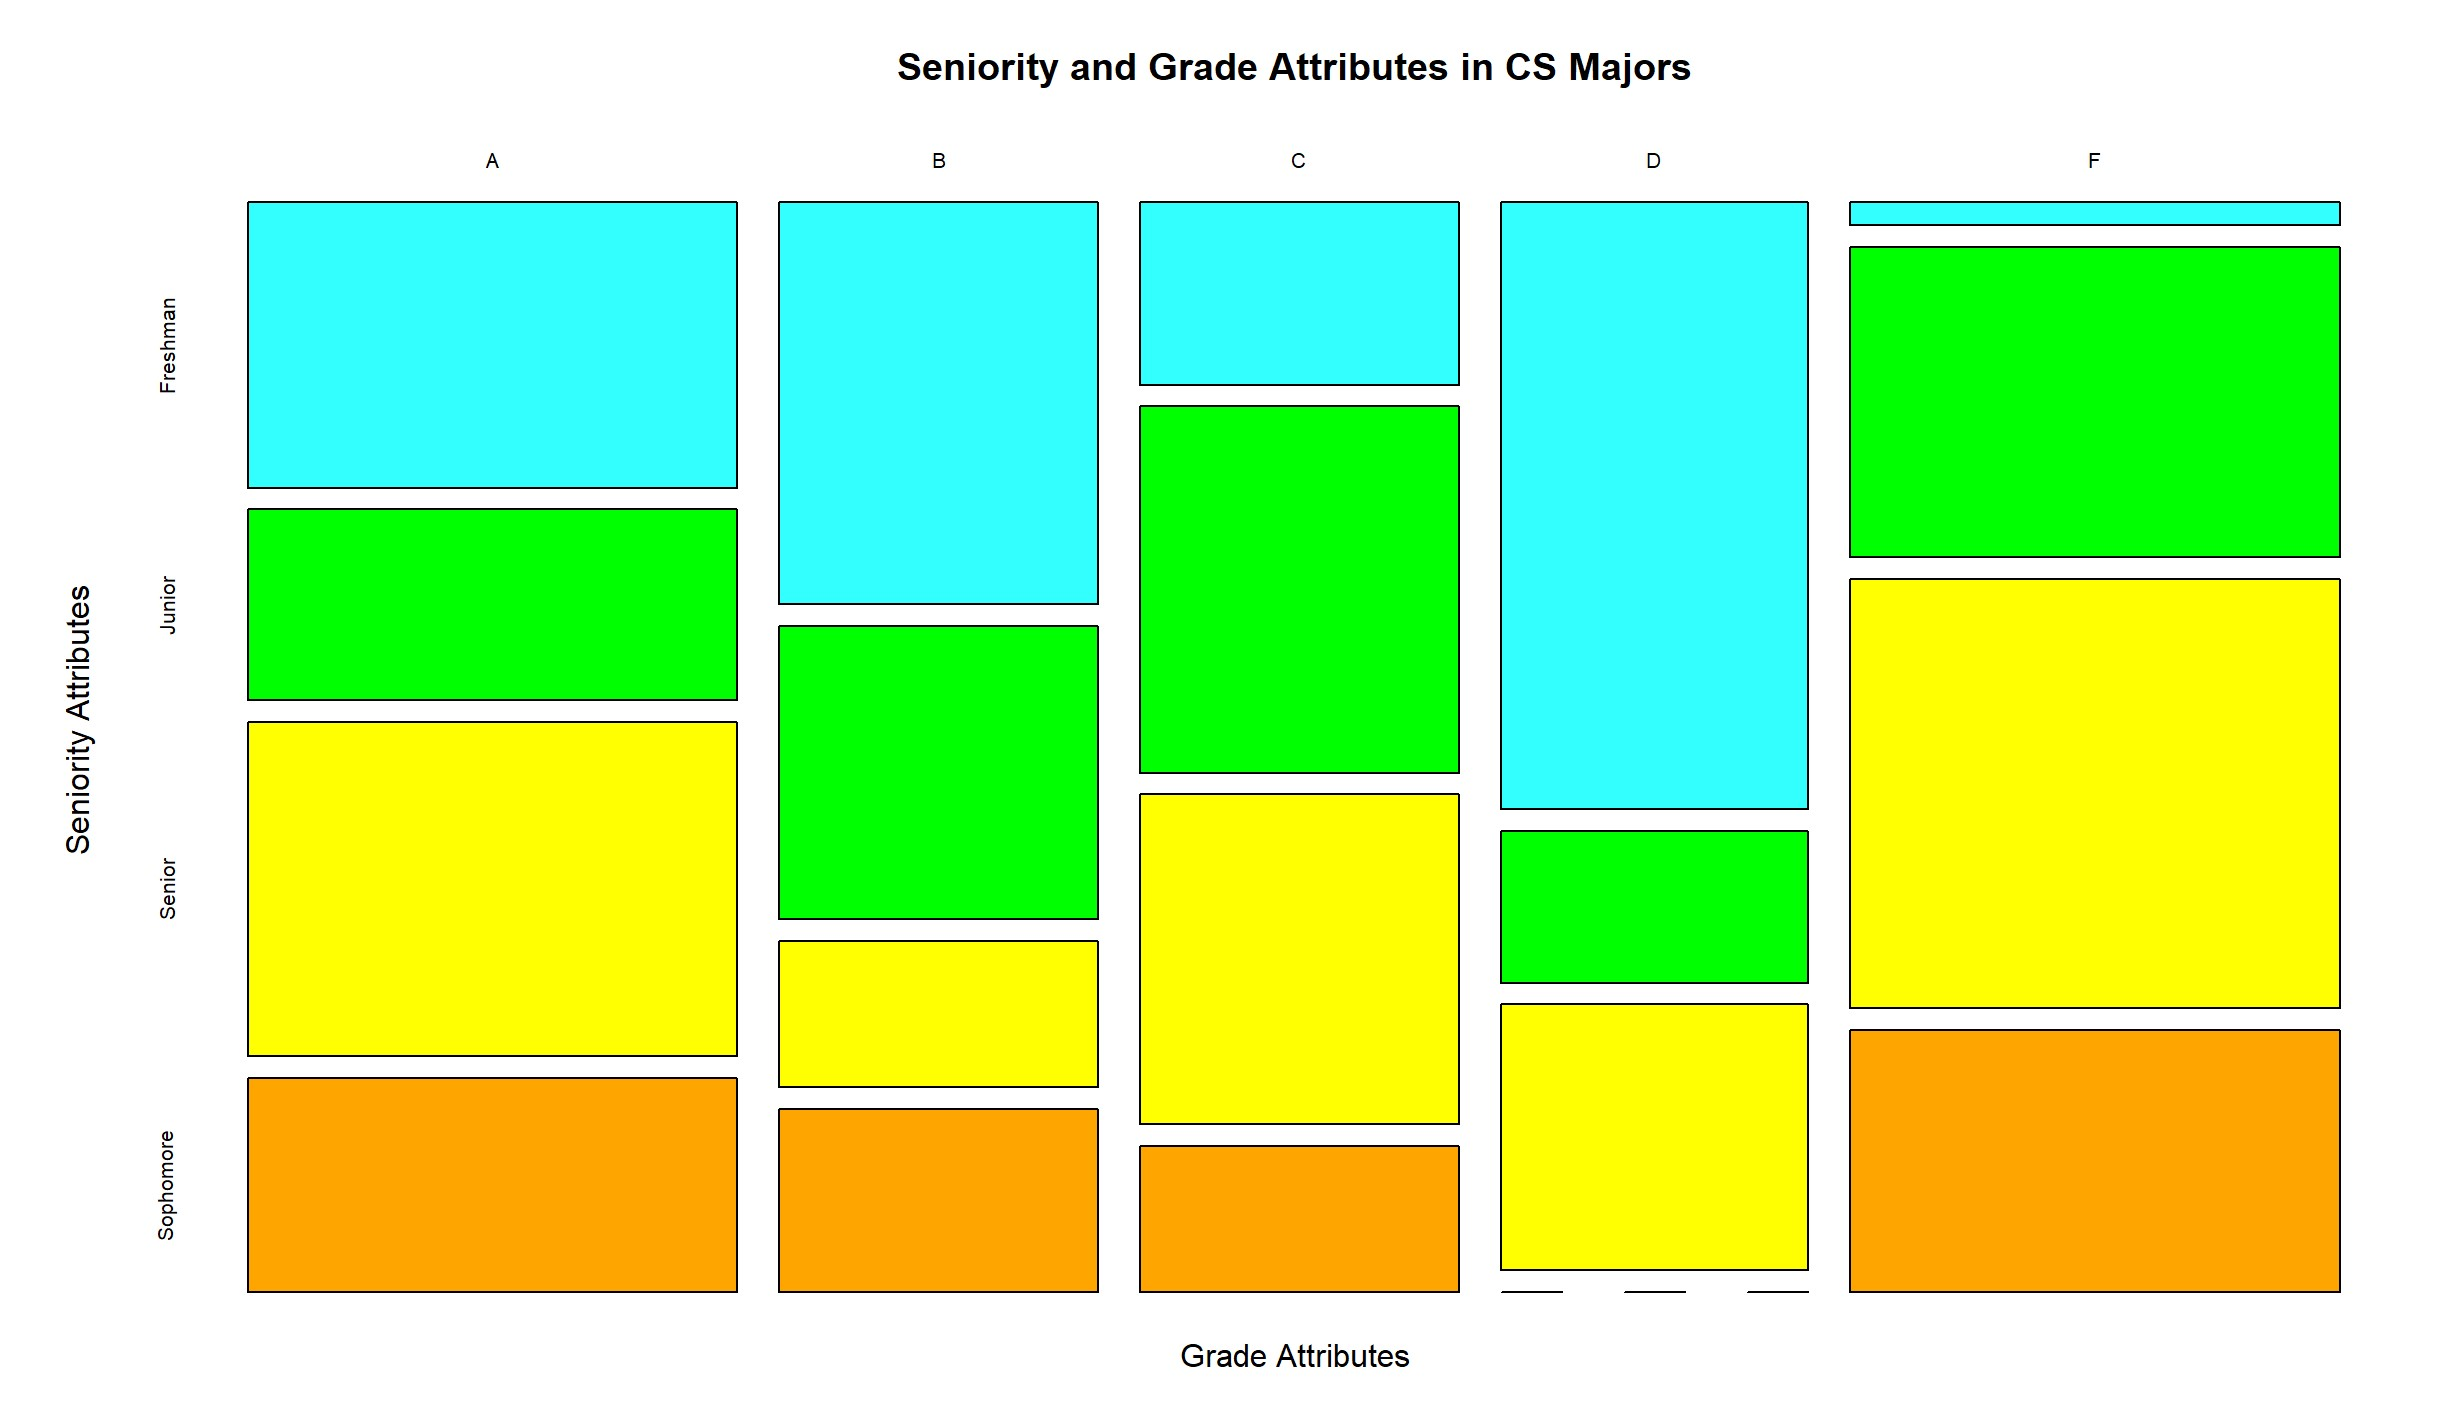 Seniority and Grade Attributes in CS Majors
A B C D F
Freshman
Junior
Senior
Sophomore
Seniority Attributes
Grade Attributes